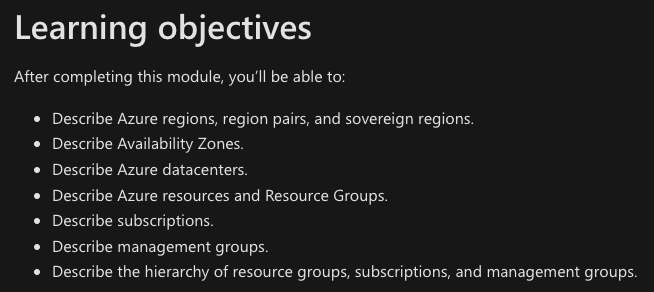 Learning objectives
After completing this module, you’ll be able to:
• Describe Azure regions, region pairs, and sovereign regions.
• Describe Availability Zones.
• Describe Azure datacenters.
• Describe Azure resources and Resource Groups.
• Describe subscriptions.
• Describe management groups.
• Describe the hierarchy of resource groups, subscriptions, and management groups.